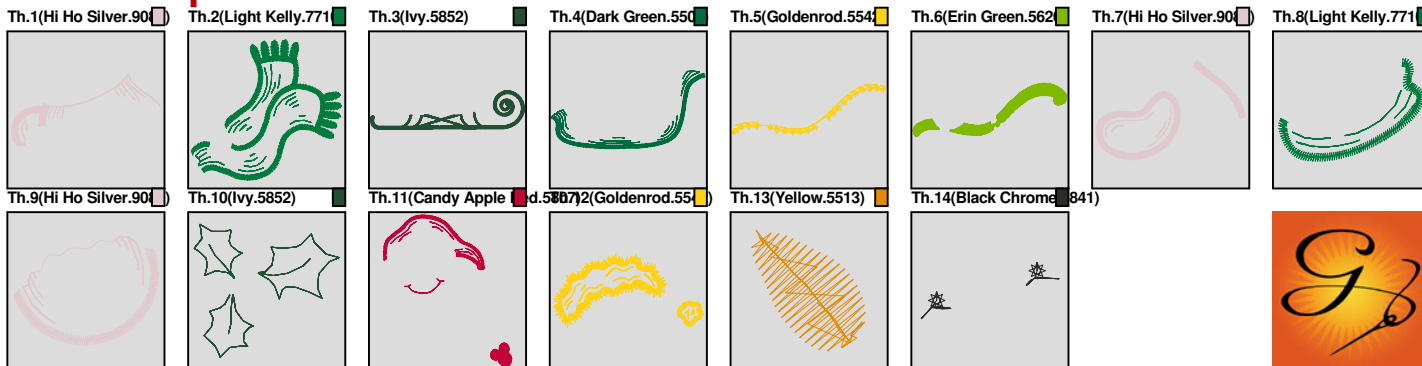 Th.1(Hi Ho Silver.908
Th.2(Light Kelly.771
Th.3(Ivy.5852)
Th.4(Dark Green.550
Th.5(Goldenrod.554
Th.6(Erin Green.562
Th.7(Hi Ho Silver.908
Th.8(Light Kelly.771
Th.9(Hi Ho Silver.908
Th.10(Ivy.5852)
Th.11(Candy Apple Red.5807)
Th.12(Goldenrod.554
Th.13(Yellow.5513)
Th.14(Black Chrome 841)